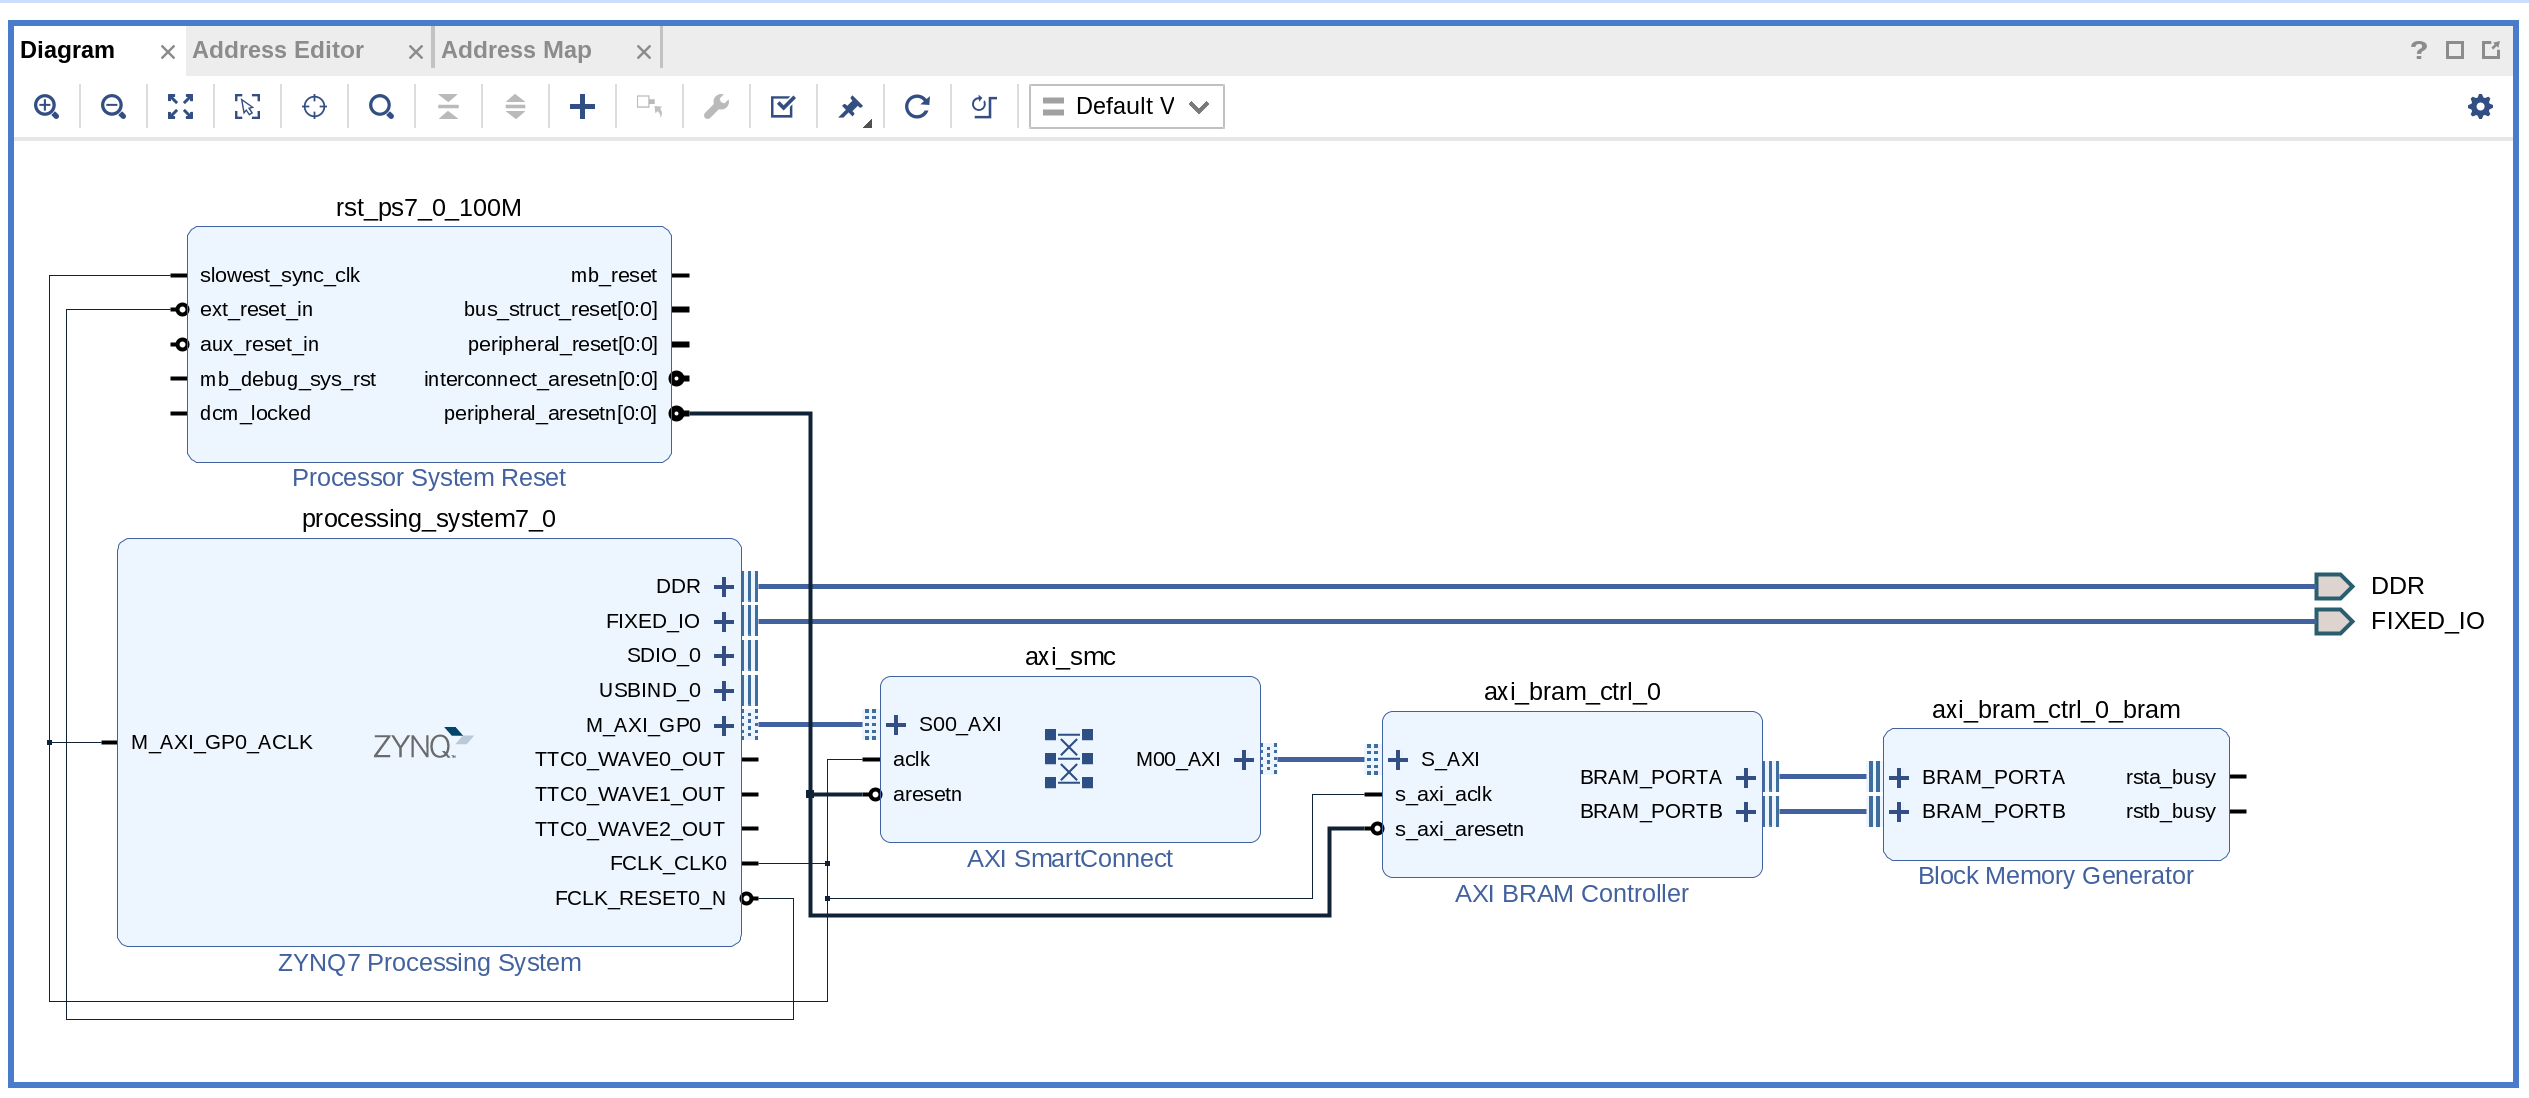 Diagram
Address Editor
Address Map
?
Default V
rst_ps7_0_100M
slowest_sync_clk
ext_reset_in
aux_reset_in
mb_debug_sys_rst
dcm_locked
mb_reset
bus_struct_reset[0:0]
peripheral_reset[0:0]
interconnect_aresetn[0:0]
peripheral_aresetn[0:0]
Processor System Reset
processing_system7_0
M_AXI_GP0_ACLK
ZYNQ
DDR
FIXED_IO
SDIO_0
USBIND_0
M_AXI_GP0
TTC0_WAVE0_OUT
TTC0_WAVE1_OUT
TTC0_WAVE2_OUT
FCLK_CLK0
FCLK_RESET0_N
ZYNQ7 Processing System
axi_smc
S00_AXI
aclk
aresetn
M00_AXI
AXI SmartConnect
axi_bram_ctrl_0
S_AXI
s_axi_aclk
s_axi_aresetn
BRAM_PORTA
BRAM_PORTB
AXI BRAM Controller
axi_bram_ctrl_0_bram
BRAM_PORTA
BRAM_PORTB
rsta_busy
rstb_busy
Block Memory Generator
DDR
FIXED_IO